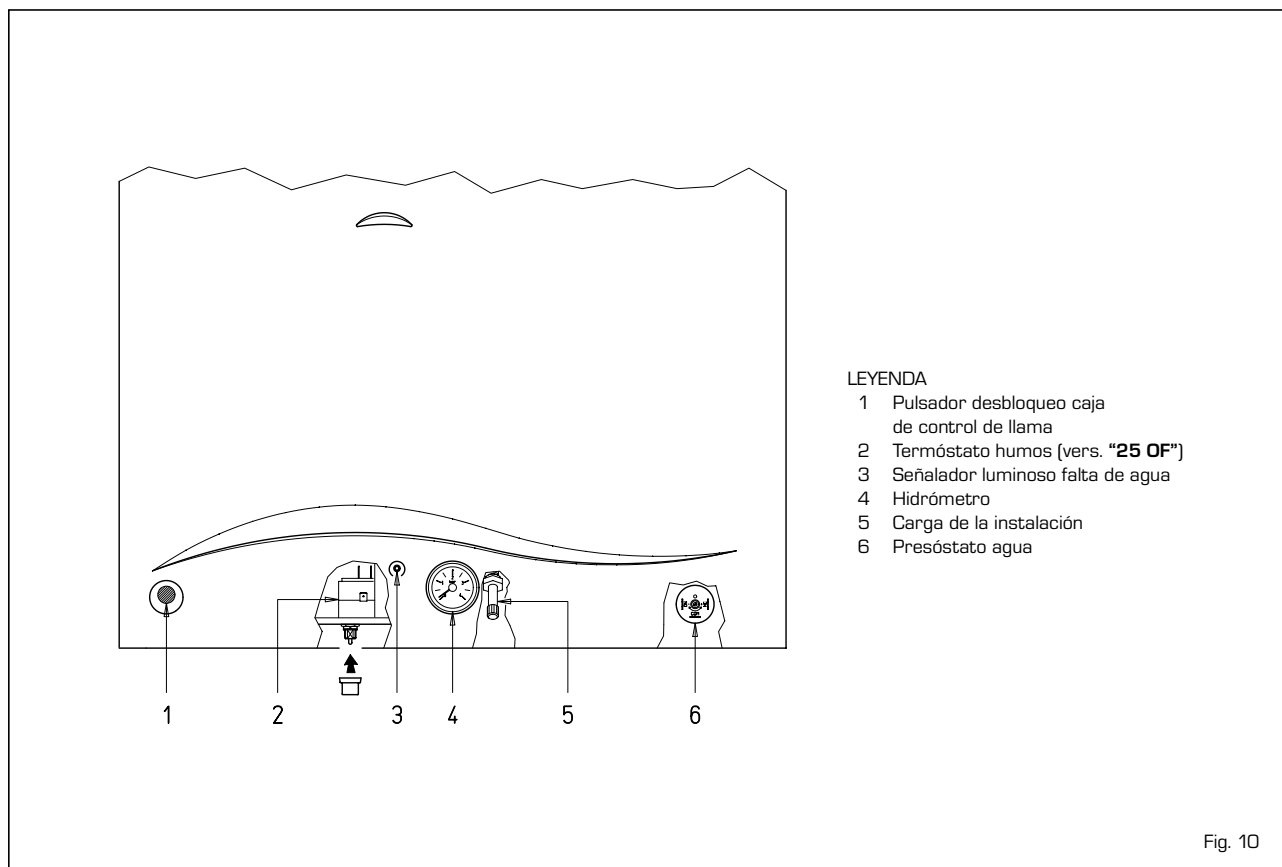 LEYENDA
1 Pulsador desbloqueo caja
de control de llama
2 Termóstato humos (vers. “25 OF”)
3 Señalador luminoso falta de agua
4 Hidrómetro
5 Carga de la instalación
6 Presóstato agua
1 2 3 4 5 6
Fig. 10